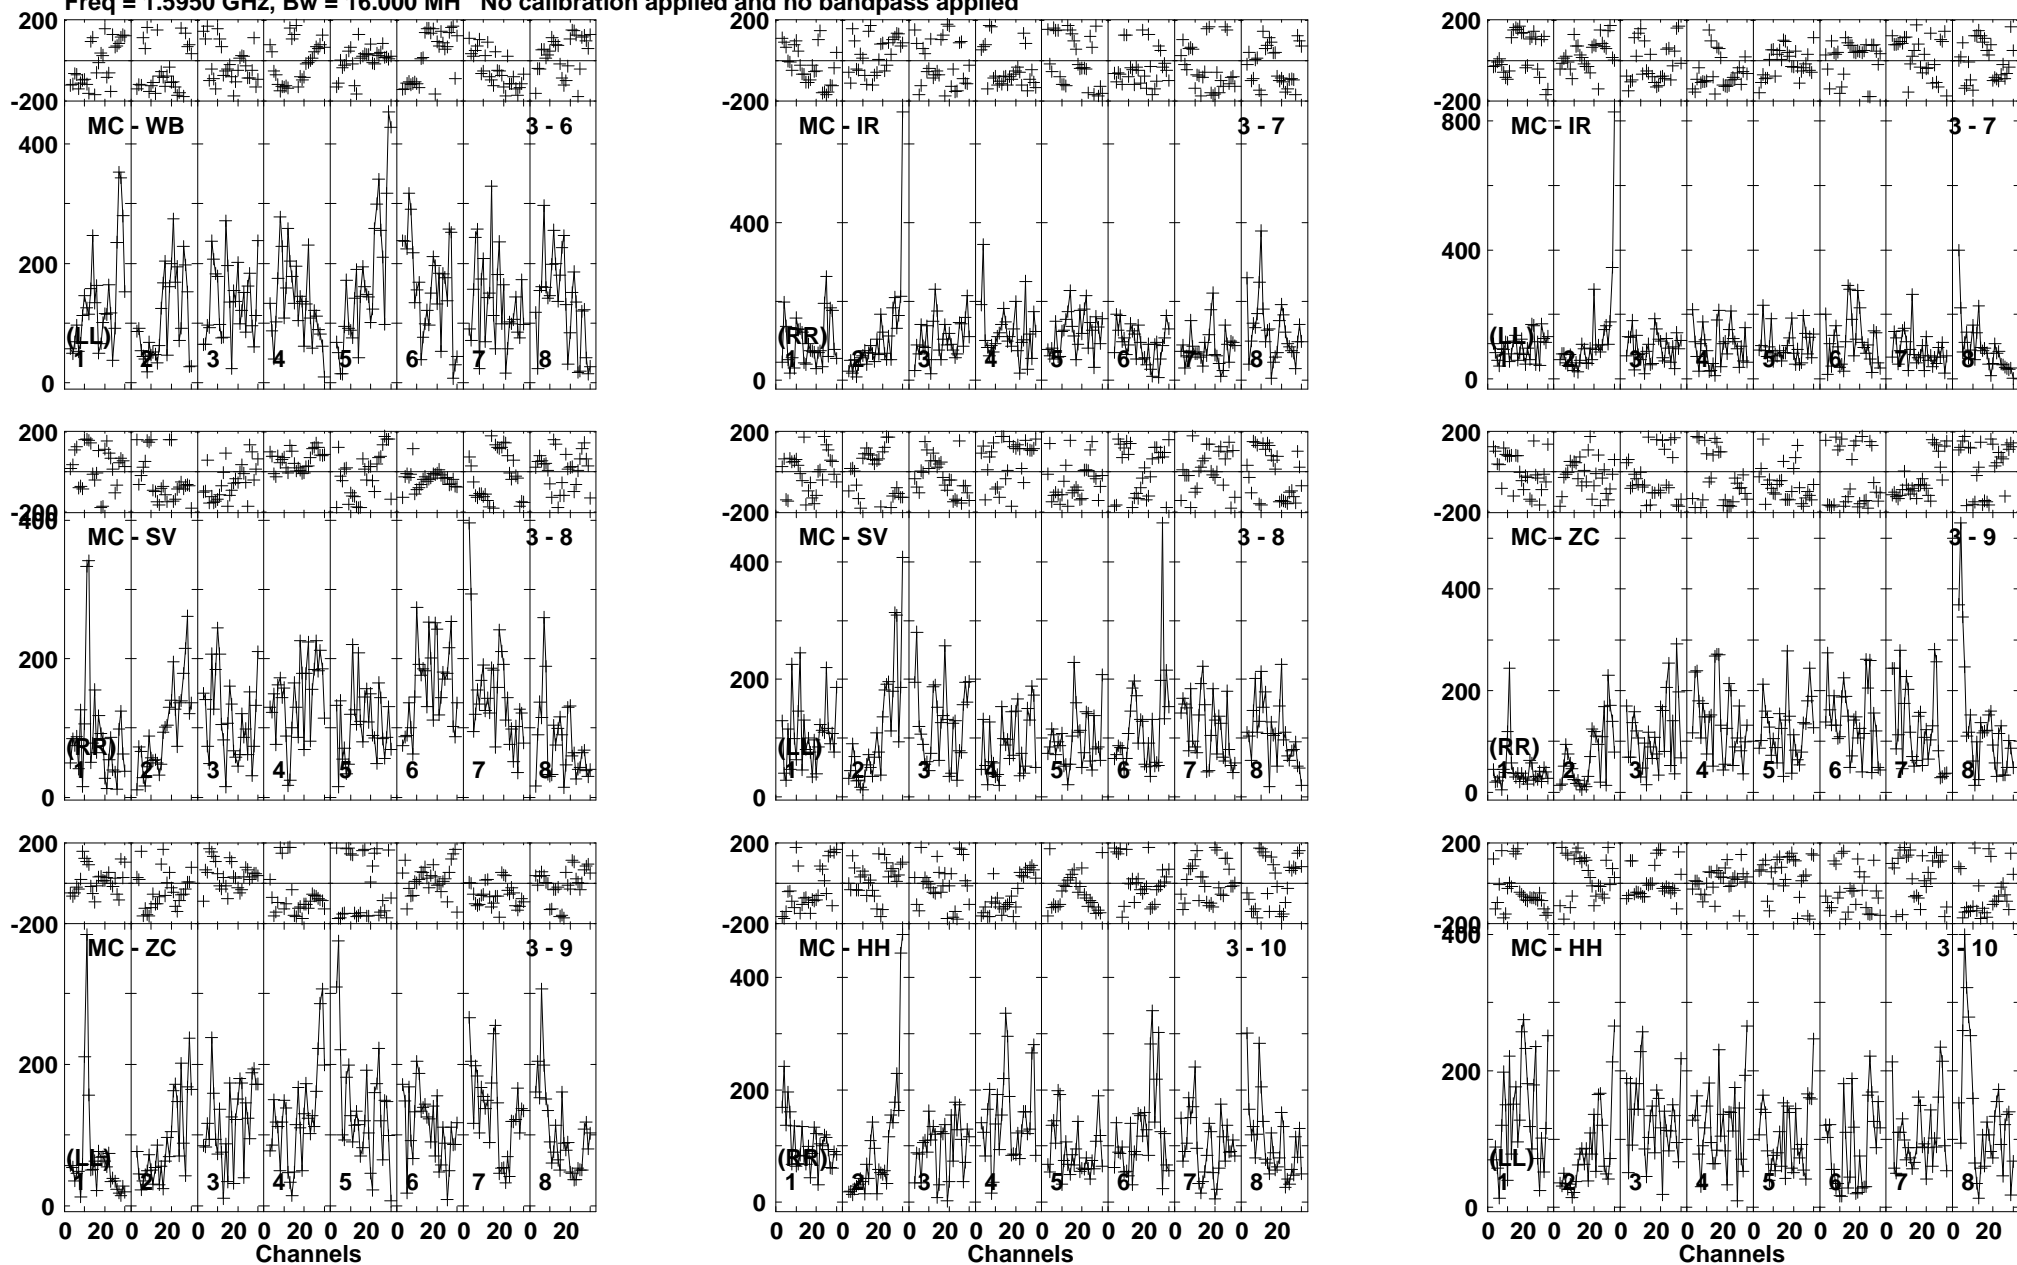 Freq = 1.5950 GHz, Bw = 16.000 MH No calibration applied and no bandpass applied
200 200 200
-200 -200 -200
MC - WB 3 - 6 MC - IR 3 - 7 MC - IR 3 - 7
400 400 800
200 400
(LL) (RR) (LL)
1 2 3 4 5 6 7 8 1 2 3 4 5 6 7 8 1 2 3 4 5 6 7 8
0 0 0
200 200 200
-200 -200 -200
400
MC - SV 3 - 8 MC - SV 3 - 8 MC - ZC 3 - 9
400 400
200 200 200
(RR) (LL) (RR)
1 2 3 4 5 6 7 8 1 2 3 4 5 6 7 8 1 2 3 4 5 6 7 8
0 0 0
200 200 200
-200 -200 -200
400
MC - ZC 3 - 9 MC - HH 3 - 10 MC - HH 3 - 10
400
200 200 200
(LL) (RR) (LL)
1 2 3 4 5 6 7 8 1 2 3 4 5 6 7 8 1 2 3 4 5 6 7 8
0 0 0
0 20 0 20 0 20 0 20 0 20 0 20 0 20 0 20 0 20 0 20 0 20 0 20 0 20 0 20 0 20 0 20 0 20 0 20 0 20 0 20 0 20 0 20 0 20 0 20
Channels Channels Channels